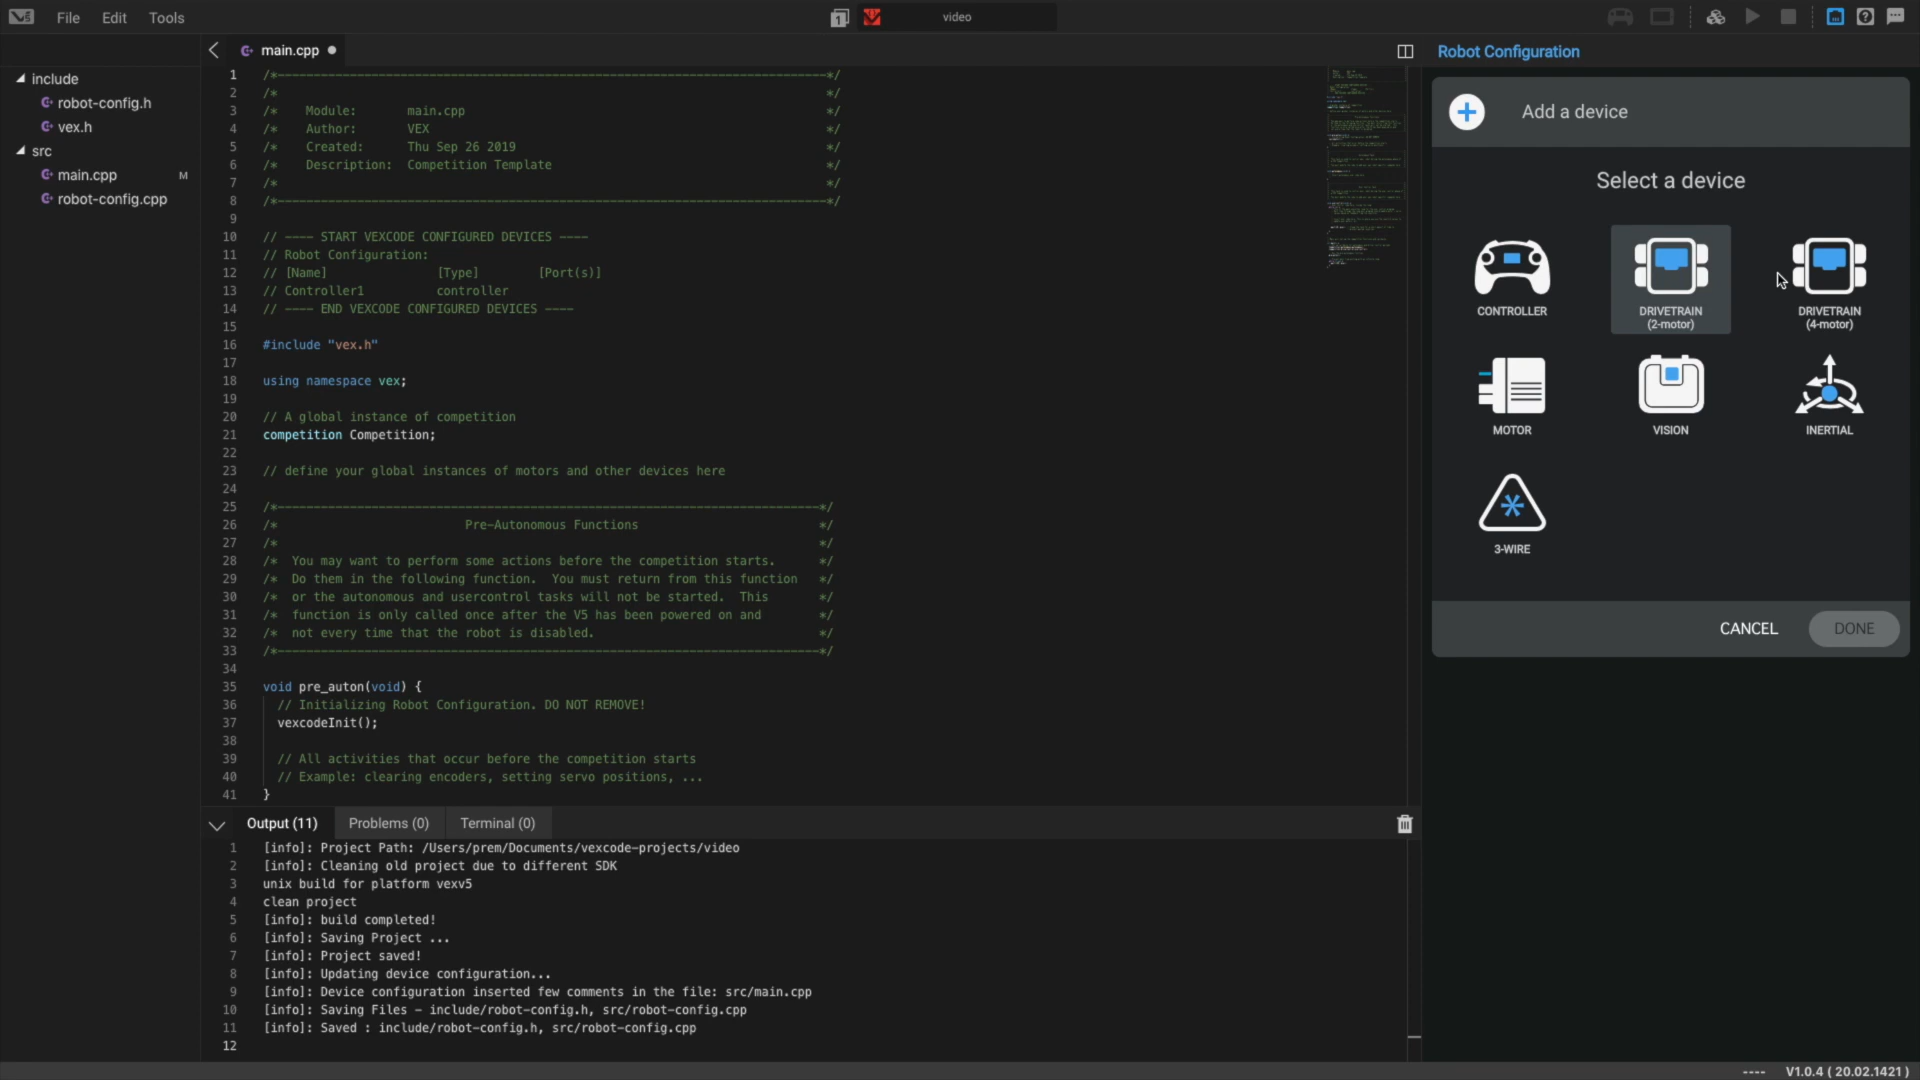 File Edit Tools
1 video
main.cpp
Robot Configuration
include
robot-config.h
vex.h
src
main.cpp M
robot-config.cpp
1 /*----------------------------------------------------------------------------*/
2 /* */
3 /* Module: main.cpp */
4 /* Author: VEX */
5 /* Created: Thu Sep 26 2019 */
6 /* Description: Competition Template */
7 /* */
8 /*----------------------------------------------------------------------------*/
9
10 // ---- START VEXCODE CONFIGURED DEVICES ----
11 // Robot Configuration:
12 // [Name] [Type] [Port(s)]
13 // Controller1 controller
14 // ---- END VEXCODE CONFIGURED DEVICES ----
15
16 #include "vex.h"
17
18 using namespace vex;
19
20 // A global instance of competition
21 competition Competition;
22
23 // define your global instances of motors and other devices here
24
25 /*---------------------------------------------------------------------------*/
26 /* Pre-Autonomous Functions */
27 /* */
28 /* You may want to perform some actions before the competition starts. */
29 /* Do them in the following function. You must return from this function */
30 /* or the autonomous and usercontrol tasks will not be started. This */
31 /* function is only called once after the V5 has been powered on and */
32 /* not every time that the robot is disabled. */
33 /*---------------------------------------------------------------------------*/
34
35 void pre_auton(void) {
36 // Initializing Robot Configuration. DO NOT REMOVE!
37 vexcodeInit();
38
39 // All activities that occur before the competition starts
40 // Example: clearing encoders, setting servo positions, ...
41 }
Add a device
Select a device
CONTROLLER
DRIVETRAIN
(2-motor)
DRIVETRAIN
(4-motor)
MOTOR
VISION
INERTIAL
3-WIRE
CANCEL DONE
Output (11) Problems (0) Terminal (0)
1 [info]: Project Path: /Users/prem/Documents/vexcode-projects/video
2 [info]: Cleaning old project due to different SDK
3 unix build for platform vexv5
4 clean project
5 [info]: build completed!
6 [info]: Saving Project ...
7 [info]: Project saved!
8 [info]: Updating device configuration...
9 [info]: Device configuration inserted few comments in the file: src/main.cpp
10 [info]: Saving Files - include/robot-config.h, src/robot-config.cpp
11 [info]: Saved : include/robot-config.h, src/robot-config.cpp
12
---- V1.0.4 ( 20.02.1421 )